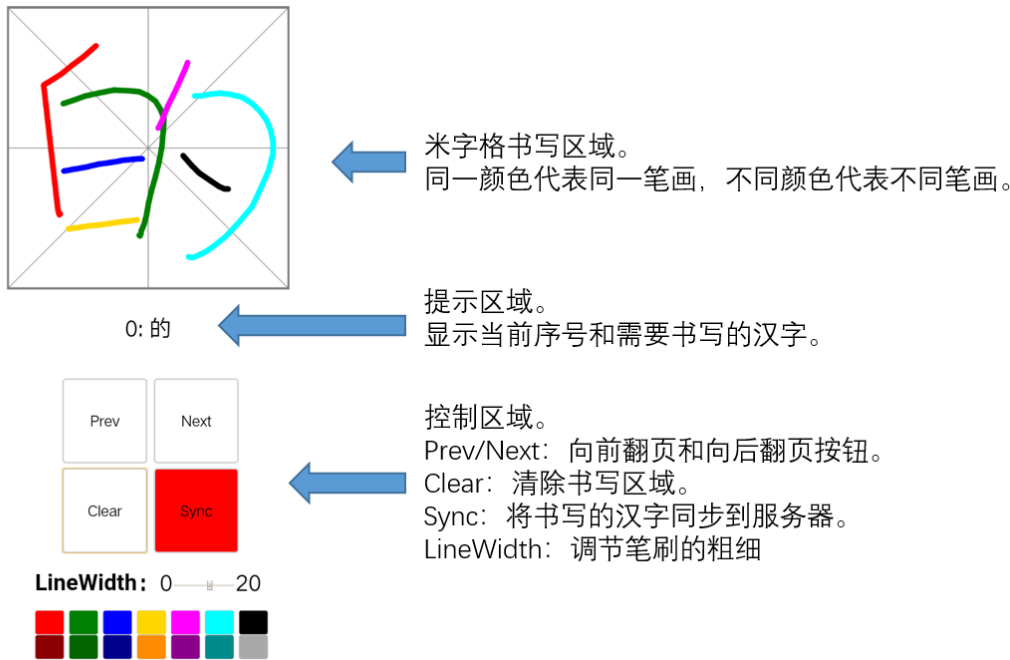 的
米字格书写区域。
同一颜色代表同一笔画，不同颜色代表不同笔画。
0: 的
提示区域。
显示当前序号和需要书写的汉字。
Prev
Next
Clear
Sync
控制区域。
Prev/Next：向前翻页和向后翻页按钮。
Clear：清除书写区域。
Sync：将书写的汉字同步到服务器。
LineWidth：调节笔刷的粗细
LineWidth：0 20